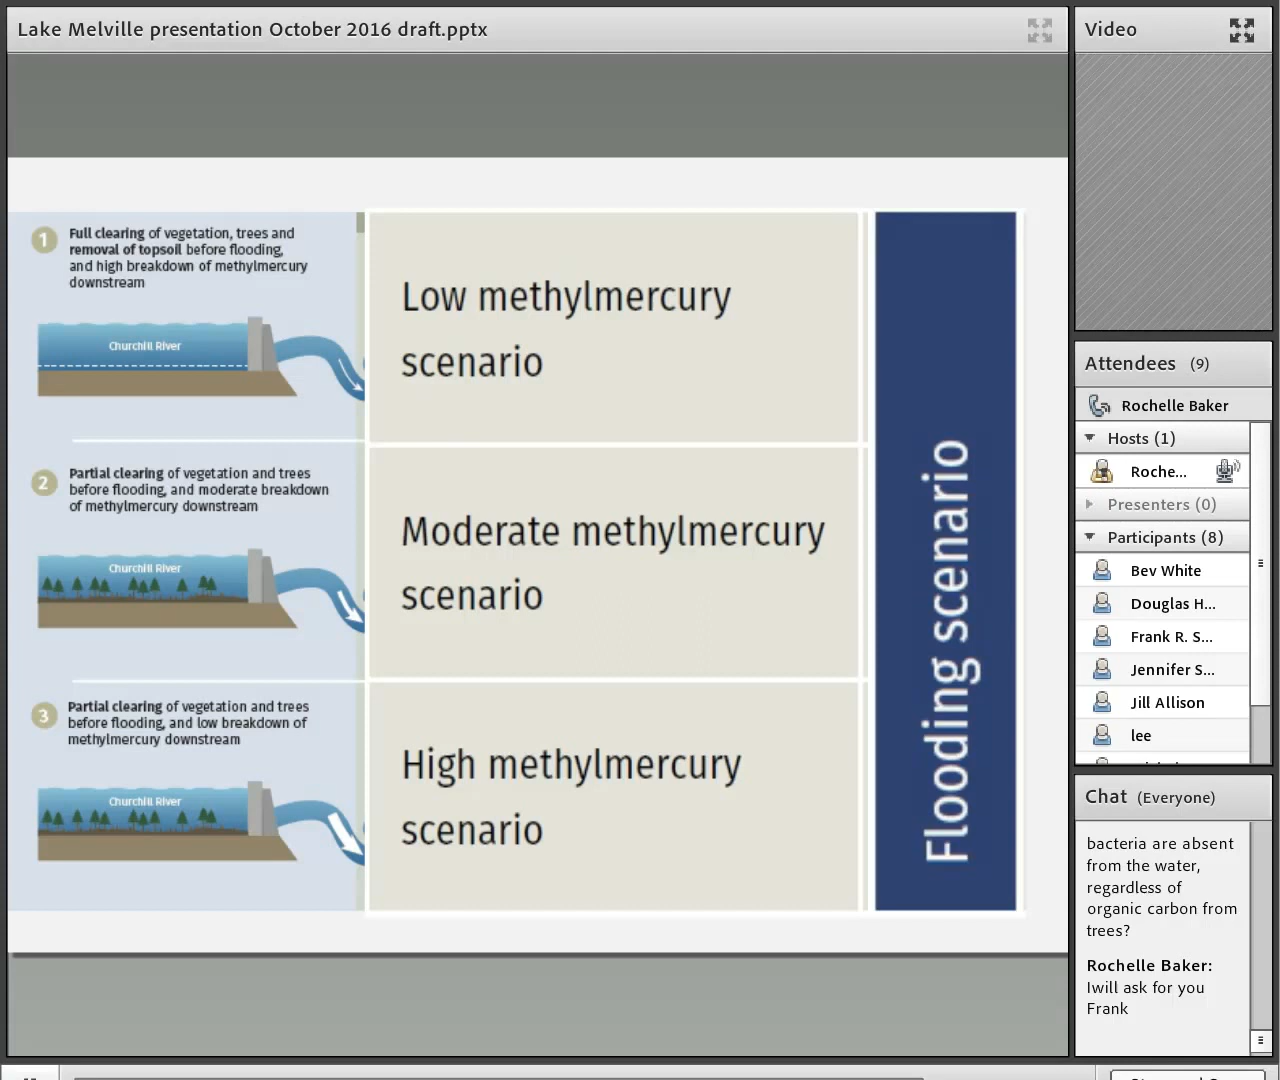 Lake Melville presentation October 2016 draft.pptx
1
Full clearing of vegetation, trees and
removal of topsoil before flooding,
and high breakdown of methylmercury
downstream
Churchill River
Low methylmercury
scenario
2
Partial clearing of vegetation and trees
before flooding, and moderate breakdown
of methylmercury downstream
Churchill River
Moderate methylmercury
scenario
3
Partial clearing of vegetation and trees
before flooding, and low breakdown of
methylmercury downstream
Churchill River
High methylmercury
scenario
Flooding scenario
Video
Attendees (9)
Rochelle Baker
Hosts (1)
Roche...
Presenters (0)
Participants (8)
Bev White
Douglas H...
Frank R. S...
Jennifer S...
Jill Allison
lee
Chat (Everyone)
bacteria are absent
from the water,
regardless of
organic carbon from
trees?
Rochelle Baker:
Iwill ask for you
Frank